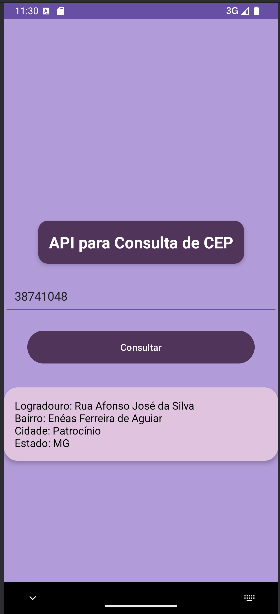 11:30
3G
API para Consulta de CEP
38741048
Consultar
Logradouro: Rua Afonso José da Silva
Bairro: Enéas Ferreira de Aguiar
Cidade: Patrocínio
Estado: MG